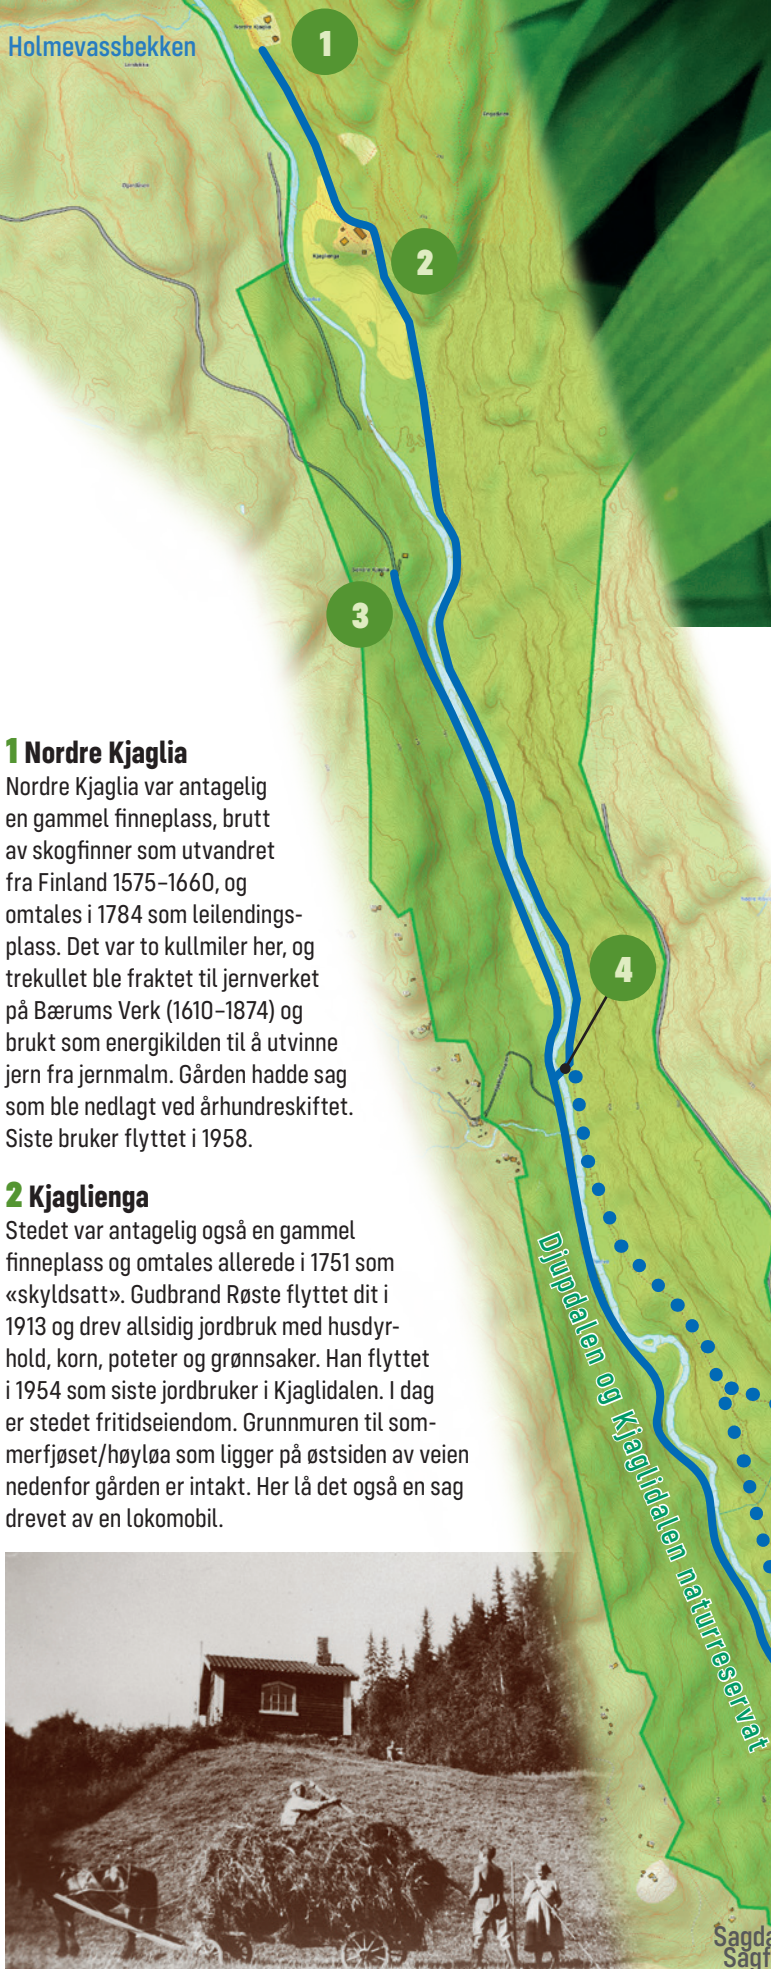 Holmevassbekken
Nordre Kjaglia
1
Kjaglienga
2
3
1 Nordre Kjaglia
Nordre Kjaglia var antagelig
en gammel finneplass, brutt
av skogfinner som utvandret
fra Finland 1575–1660, og
omtales i 1784 som leilendings-
plass. Det var to kullmiler her, og
trekullet ble fraktet til jernverket
på Bærums Verk (1610–1874) og
brukt som energikilden til å utvinne
jern fra jernmalm. Gården hadde sag
som ble nedlagt ved århundreskiftet.
Siste bruker flyttet i 1958.
4
2 Kjaglienga
Stedet var antagelig også en gammel
finneplass og omtales allerede i 1751 som
«skyldsatt». Gudbrand Røste flyttet dit i
1913 og drev allsidig jordbruk med husdyr-
hold, korn, poteter og grønnsaker. Han flyttet
i 1954 som siste jordbruker i Kjaglidalen. I dag
er stedet fritidseiendom. Grunnmuren til som-
merfjøset/høyløa som ligger på østsiden av veien
nedenfor gården er intakt. Her lå det også en sag
drevet av en lokomobil.
Djupdalen og Kjaglidalen naturreservat
Sagda
Sagf